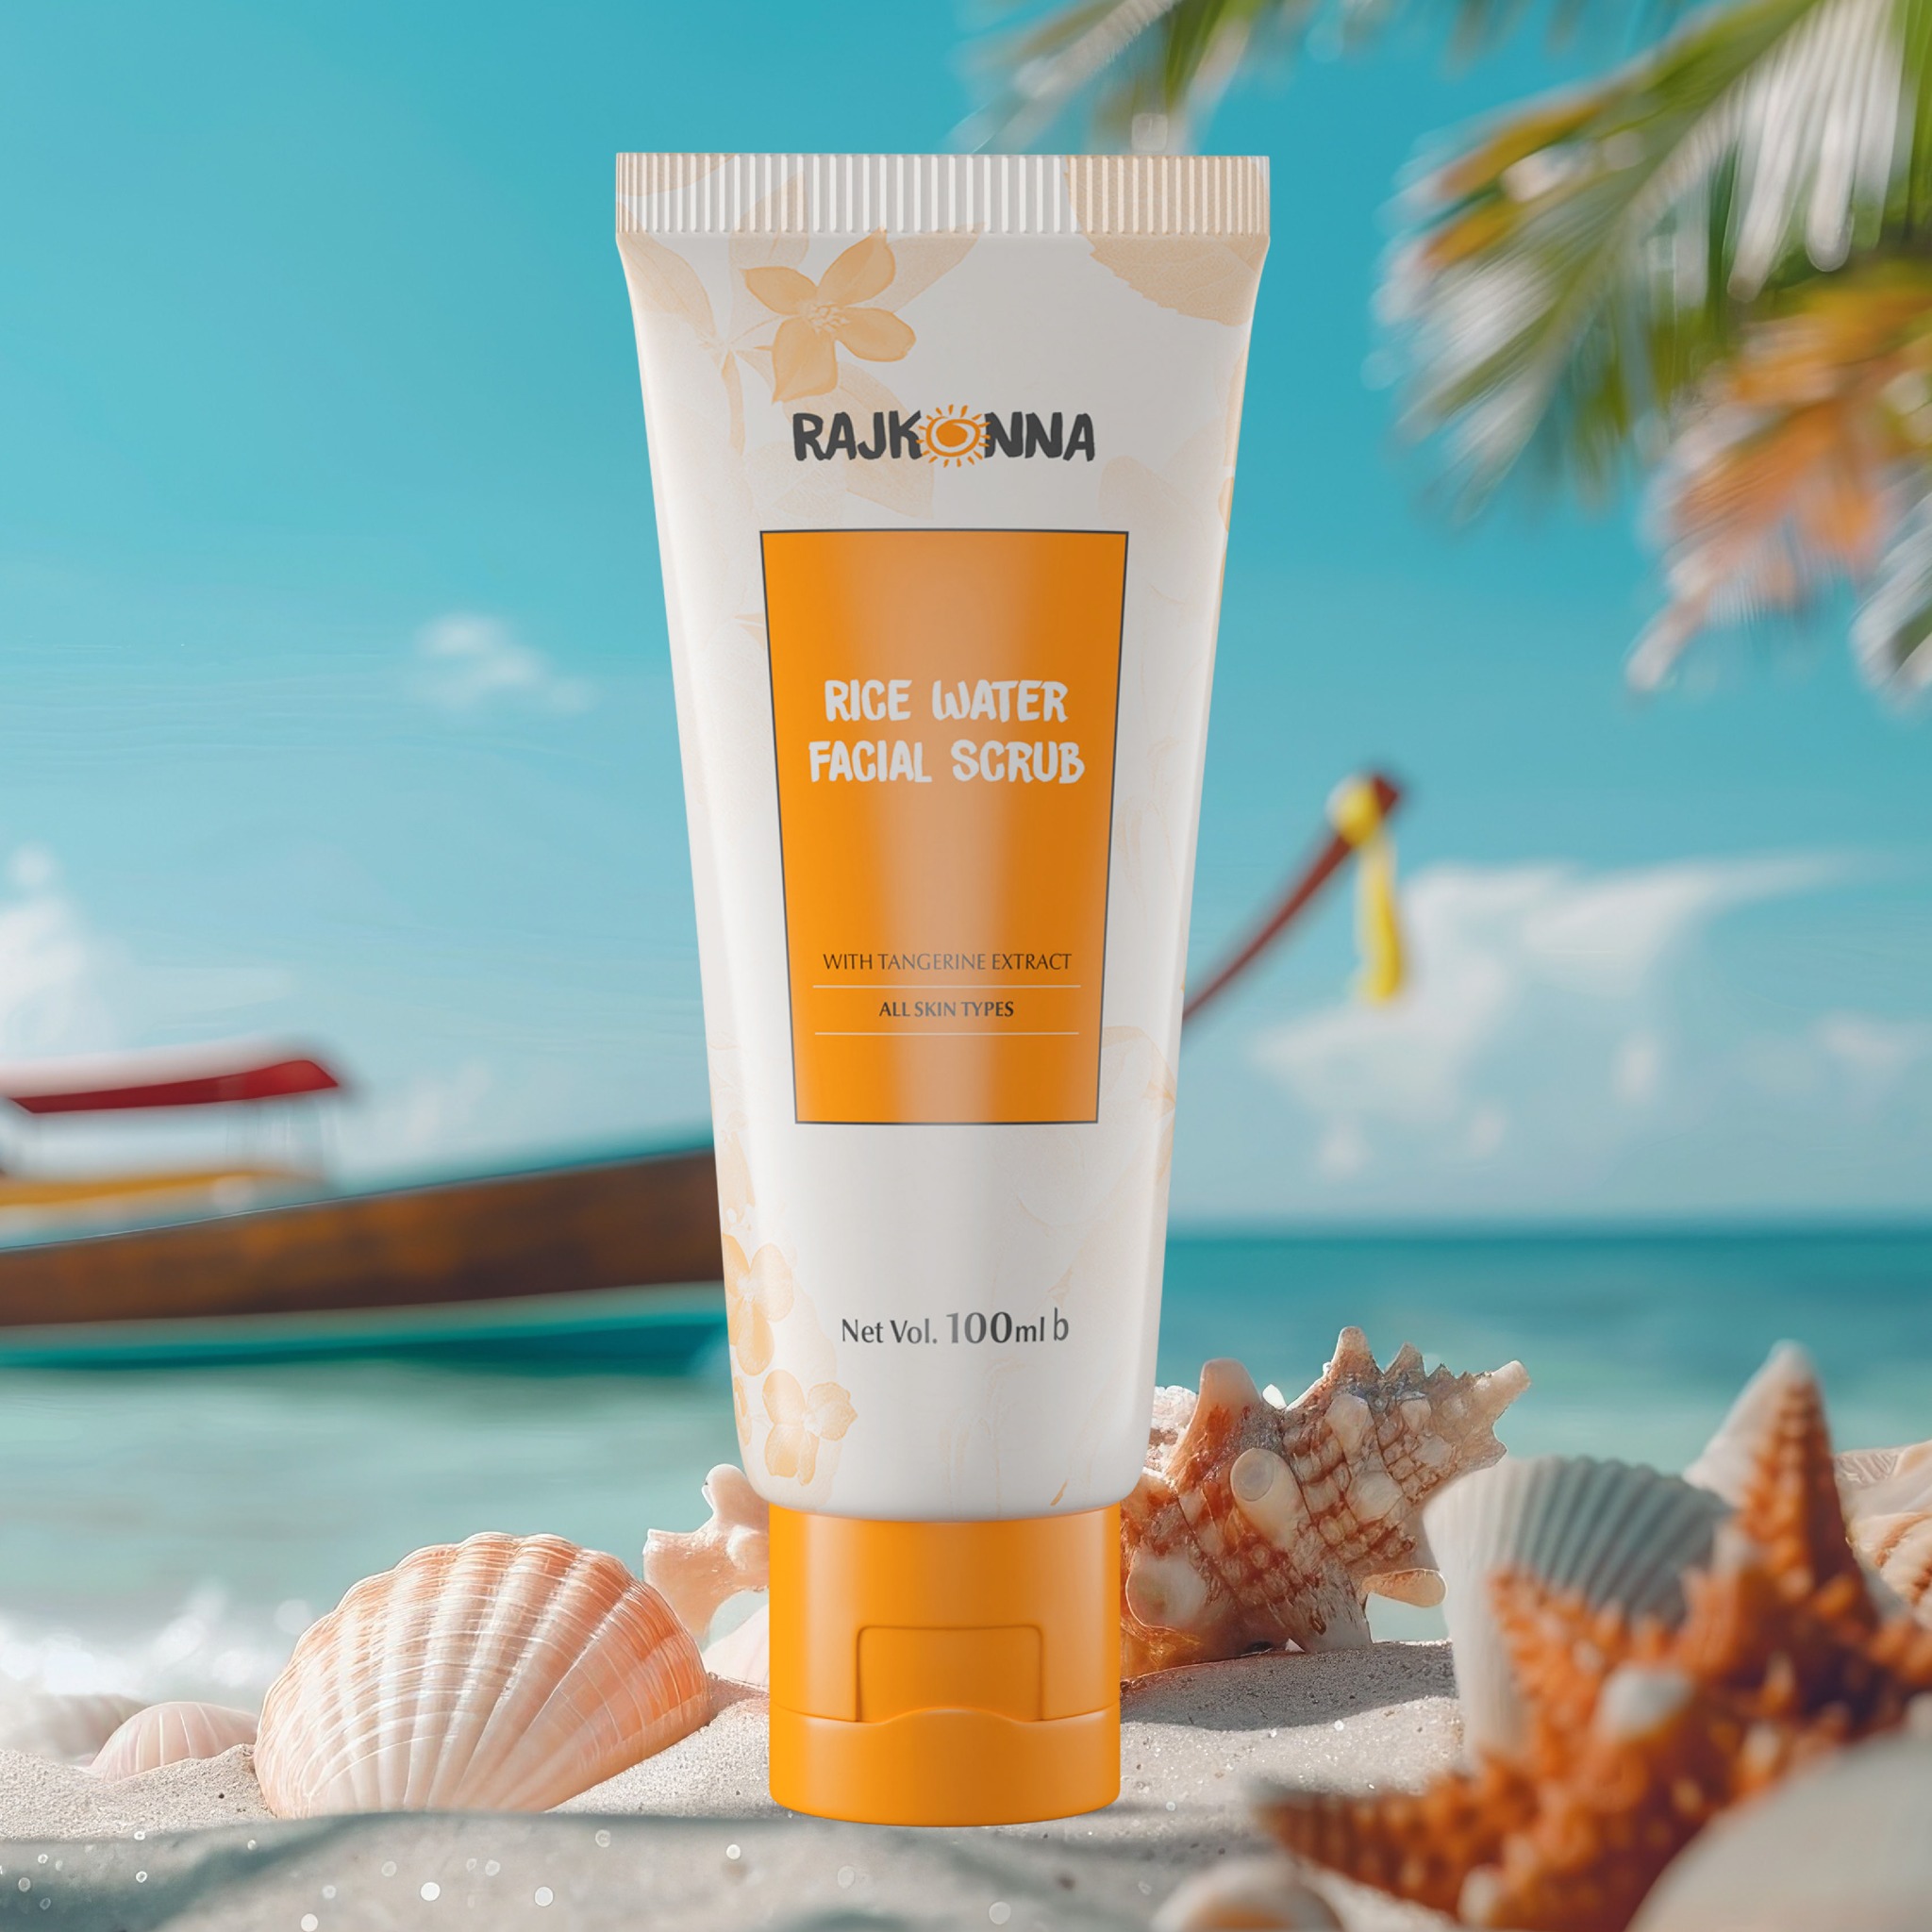 RAJKONNA
RICE WATER
FACIAL SCRUB
WITH TANGERINE EXTRACT
ALL SKIN TYPES
Net Vol. 100ml b